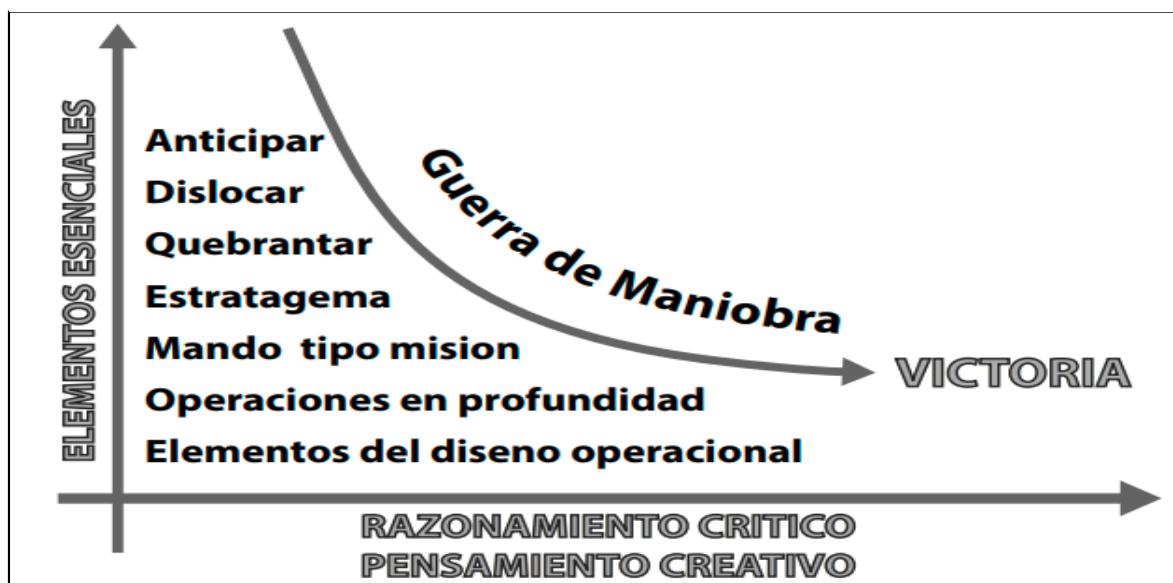 ELEMENTOS ESENCIALES
Anticipar
Dislocar
Quebrantar
Estratagema
Mando tipo mision
Operaciones en profundidad
Elementos del diseno operacional
Guerra de Maniobra
VICTORIA
RAZONAMIENTO CRITICO
PENSAMIENTO CREATIVO